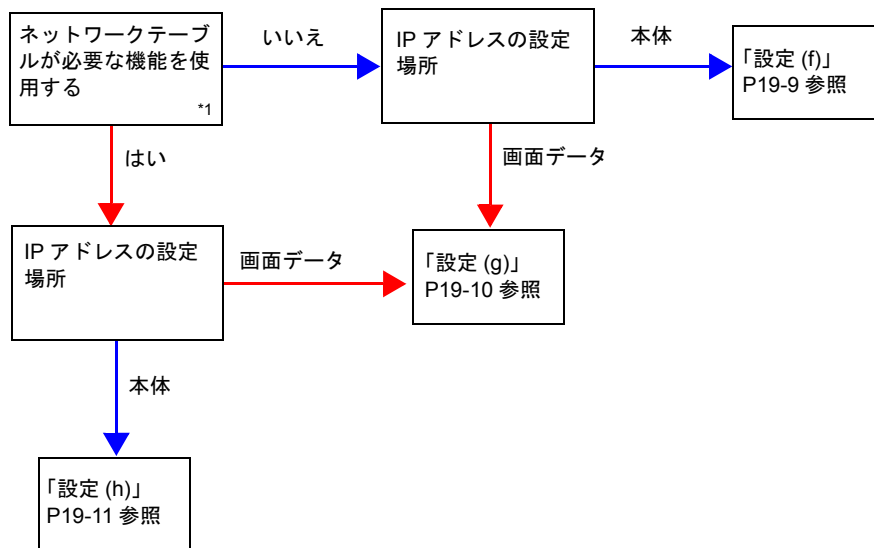 ネットワークテーブ
ルが必要な機能を使
用する
*1
いいえ
IP アドレスの設定
場所
本体
「設定 (f)」
P19-9 参照
はい
画面データ
IP アドレスの設定
場所
画面データ
「設定 (g)」
P19-10 参照
本体
「設定 (h)」
P19-11 参照